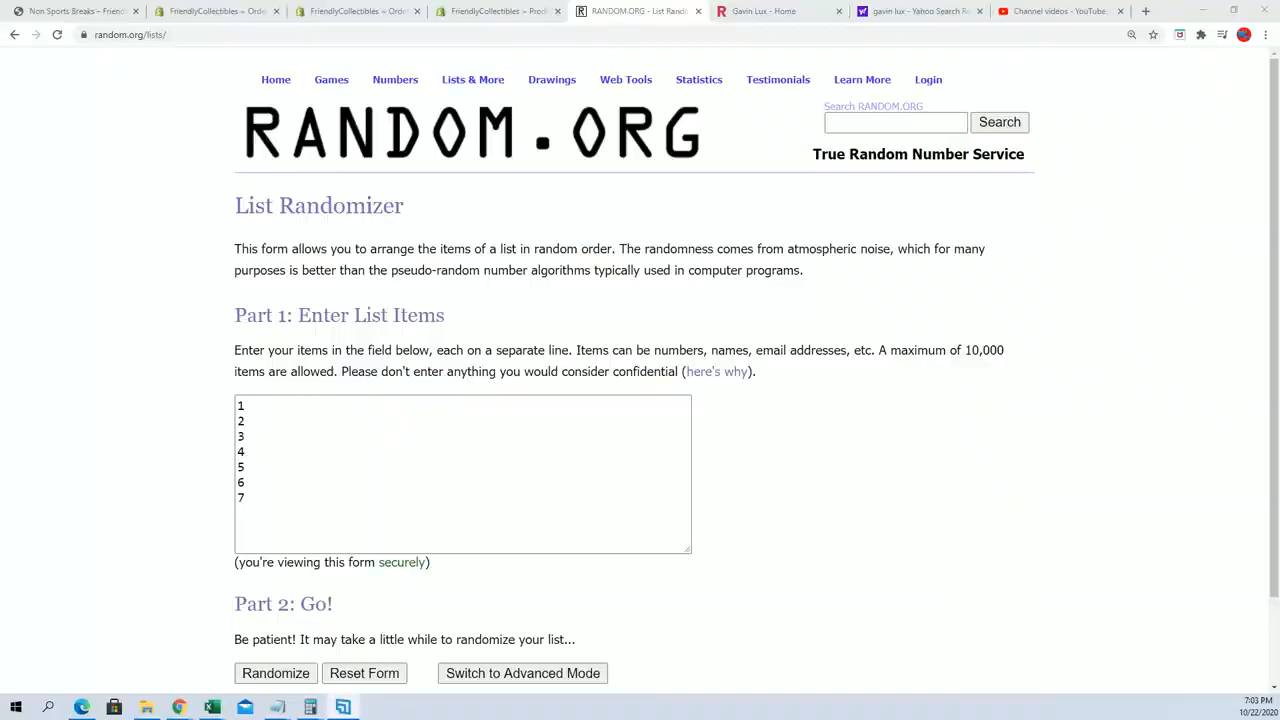 Non Sports Breaks – Friend
FriendlyCollectibles ~ Orde
FriendlyCollectibles ~ Orde
FriendlyCollectibles ~ Prod
RANDOM.ORG - List Rando
Gavin Lux - Home
gavin lux - Yahoo Search Re
Channel videos - YouTube
random.org/lists/
Home Games Numbers Lists & More Drawings Web Tools Statistics Testimonials Learn More Login
RANDOM.ORG
Search RANDOM.ORG
Search
True Random Number Service
List Randomizer
This form allows you to arrange the items of a list in random order. The randomness comes from atmospheric noise, which for many
purposes is better than the pseudo-random number algorithms typically used in computer programs.
Part 1: Enter List Items
Enter your items in the field below, each on a separate line. Items can be numbers, names, email addresses, etc. A maximum of 10,000
items are allowed. Please don't enter anything you would consider confidential (here's why).
1
2
3
4
5
6
7
(you're viewing this form securely)
Part 2: Go!
Be patient! It may take a little while to randomize your list...
Randomize Reset Form Switch to Advanced Mode
7:03 PM
10/22/2020